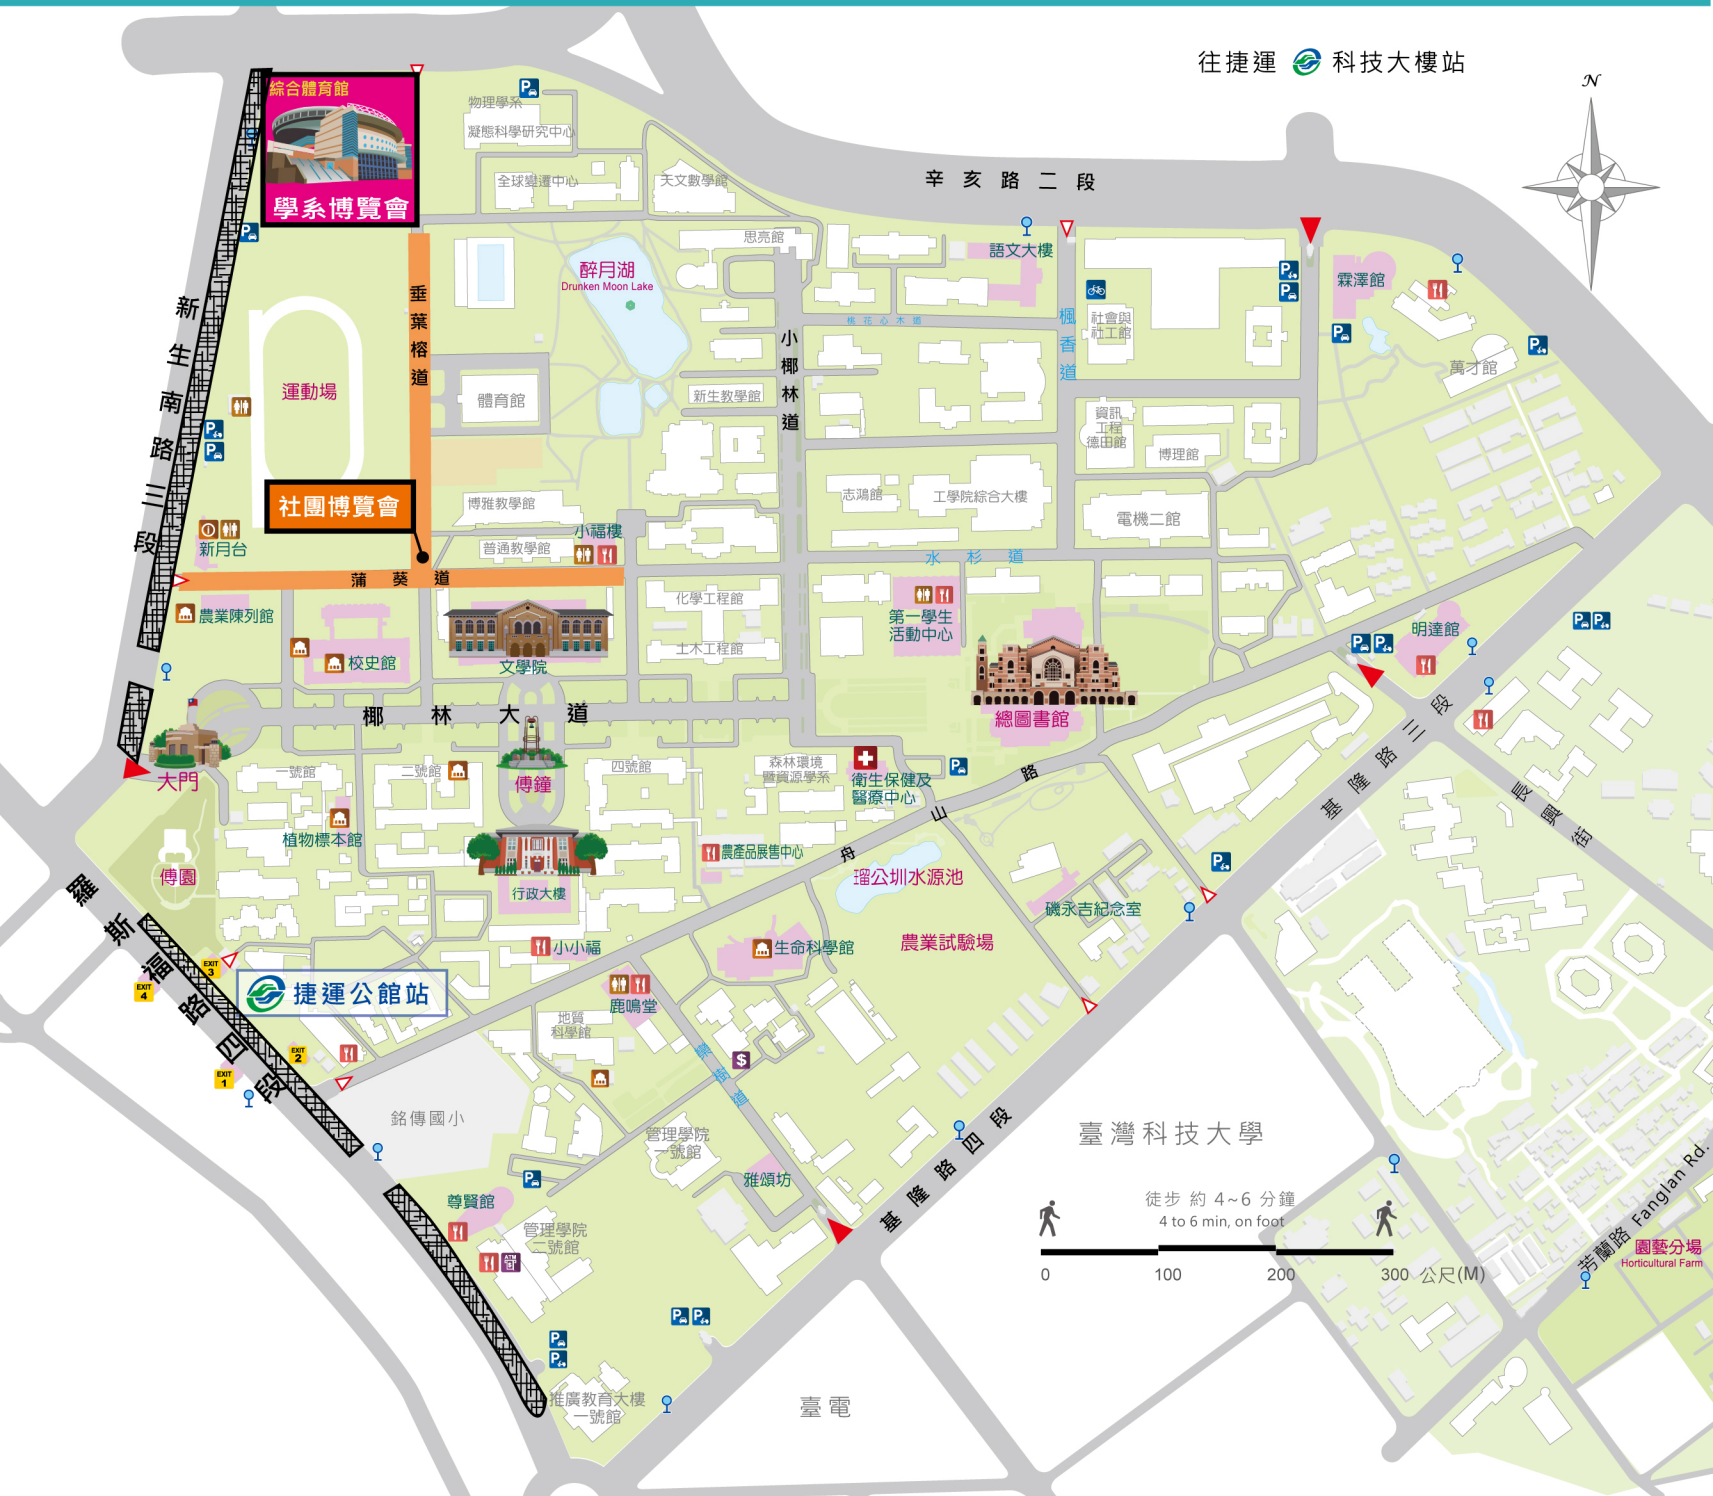 往捷運 科技大樓站
N
綜合體育館
學系博覽會
物理學系
凝態科學研究中心
全球變遷中心
天文數學館
辛亥路二段
思亮館
語文大樓
霖澤館
醉月湖
Drunken Moon Lake
垂葉榕道
新生南路三段
運動場
體育館
小椰林道
新生教學館
桃花心木道
楓香道
社會與
社工館
萬才館
資訊
工程
德田館
博理館
社團博覽會
博雅教學館
志鴻館
工學院綜合大樓
電機二館
小福樓
普通教學館
新月台
蒲葵道
水杉道
農業陳列館
校史館
文學院
化學工程館
土木工程館
第一學生
活動中心
總圖書館
明達館
椰林大道
大門
一號館
二號館
傅鐘
四號館
森林環境
暨資源學系
衛生保健及
醫療中心
植物標本館
傅園
行政大樓
農產品展售中心
舟山路
瑠公圳水源池
磯永吉紀念室
農業試驗場
基隆路三段
長興街
羅斯福路四段
EXIT
3
EXIT
4
捷運公館站
EXIT
2
EXIT
1
小小福
鹿鳴堂
生命科學館
地質
科學館
銘傳國小
$
管理學院
一號館
雅頌坊
尊賢館
管理學院
二號館
ATM
基隆路四段
臺灣科技大學
徒步 約 4~6 分鐘
4 to 6 min, on foot
0 100 200 300 公尺(M)
芳蘭路 Fanglan Rd.
園藝分場
Horticultural Farm
推廣教育大樓
一號館
臺電